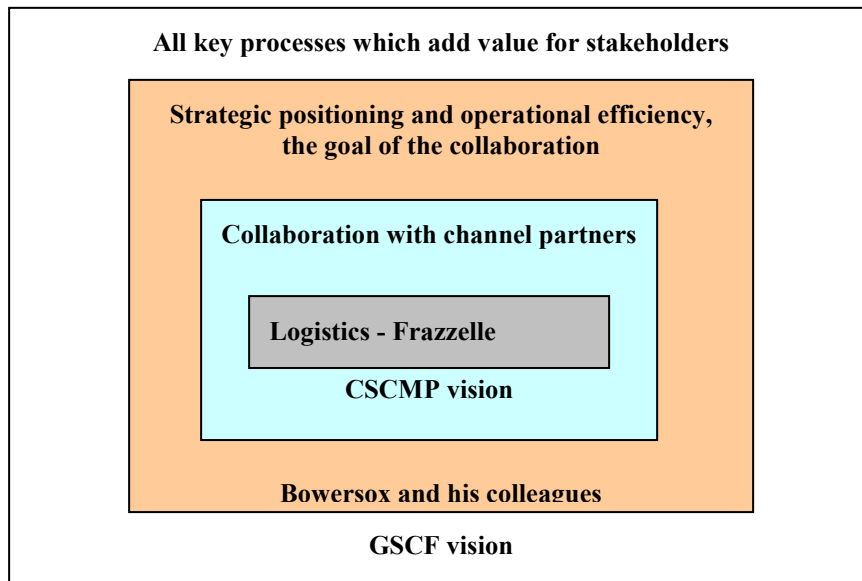 All key processes which add value for stakeholders
Strategic positioning and operational efficiency,
the goal of the collaboration
Collaboration with channel partners
Logistics - Frazzelle
CSCMP vision
Bowersox and his colleagues
GSCF vision